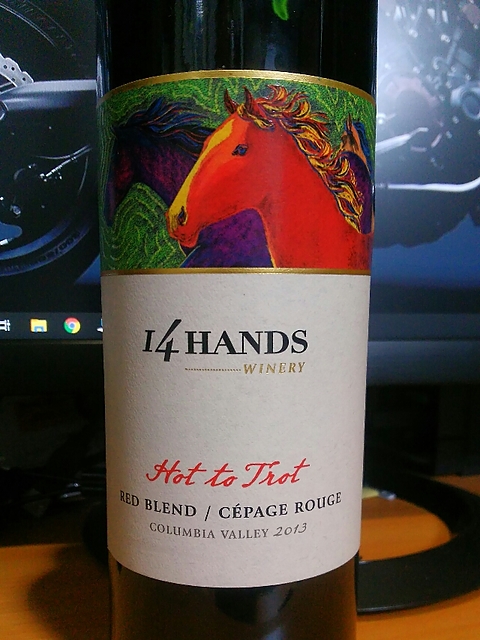 14 HANDS
WINERY
Hot to Trot
RED BLEND / CÉPAGE ROUGE
COLUMBIA VALLEY 2013